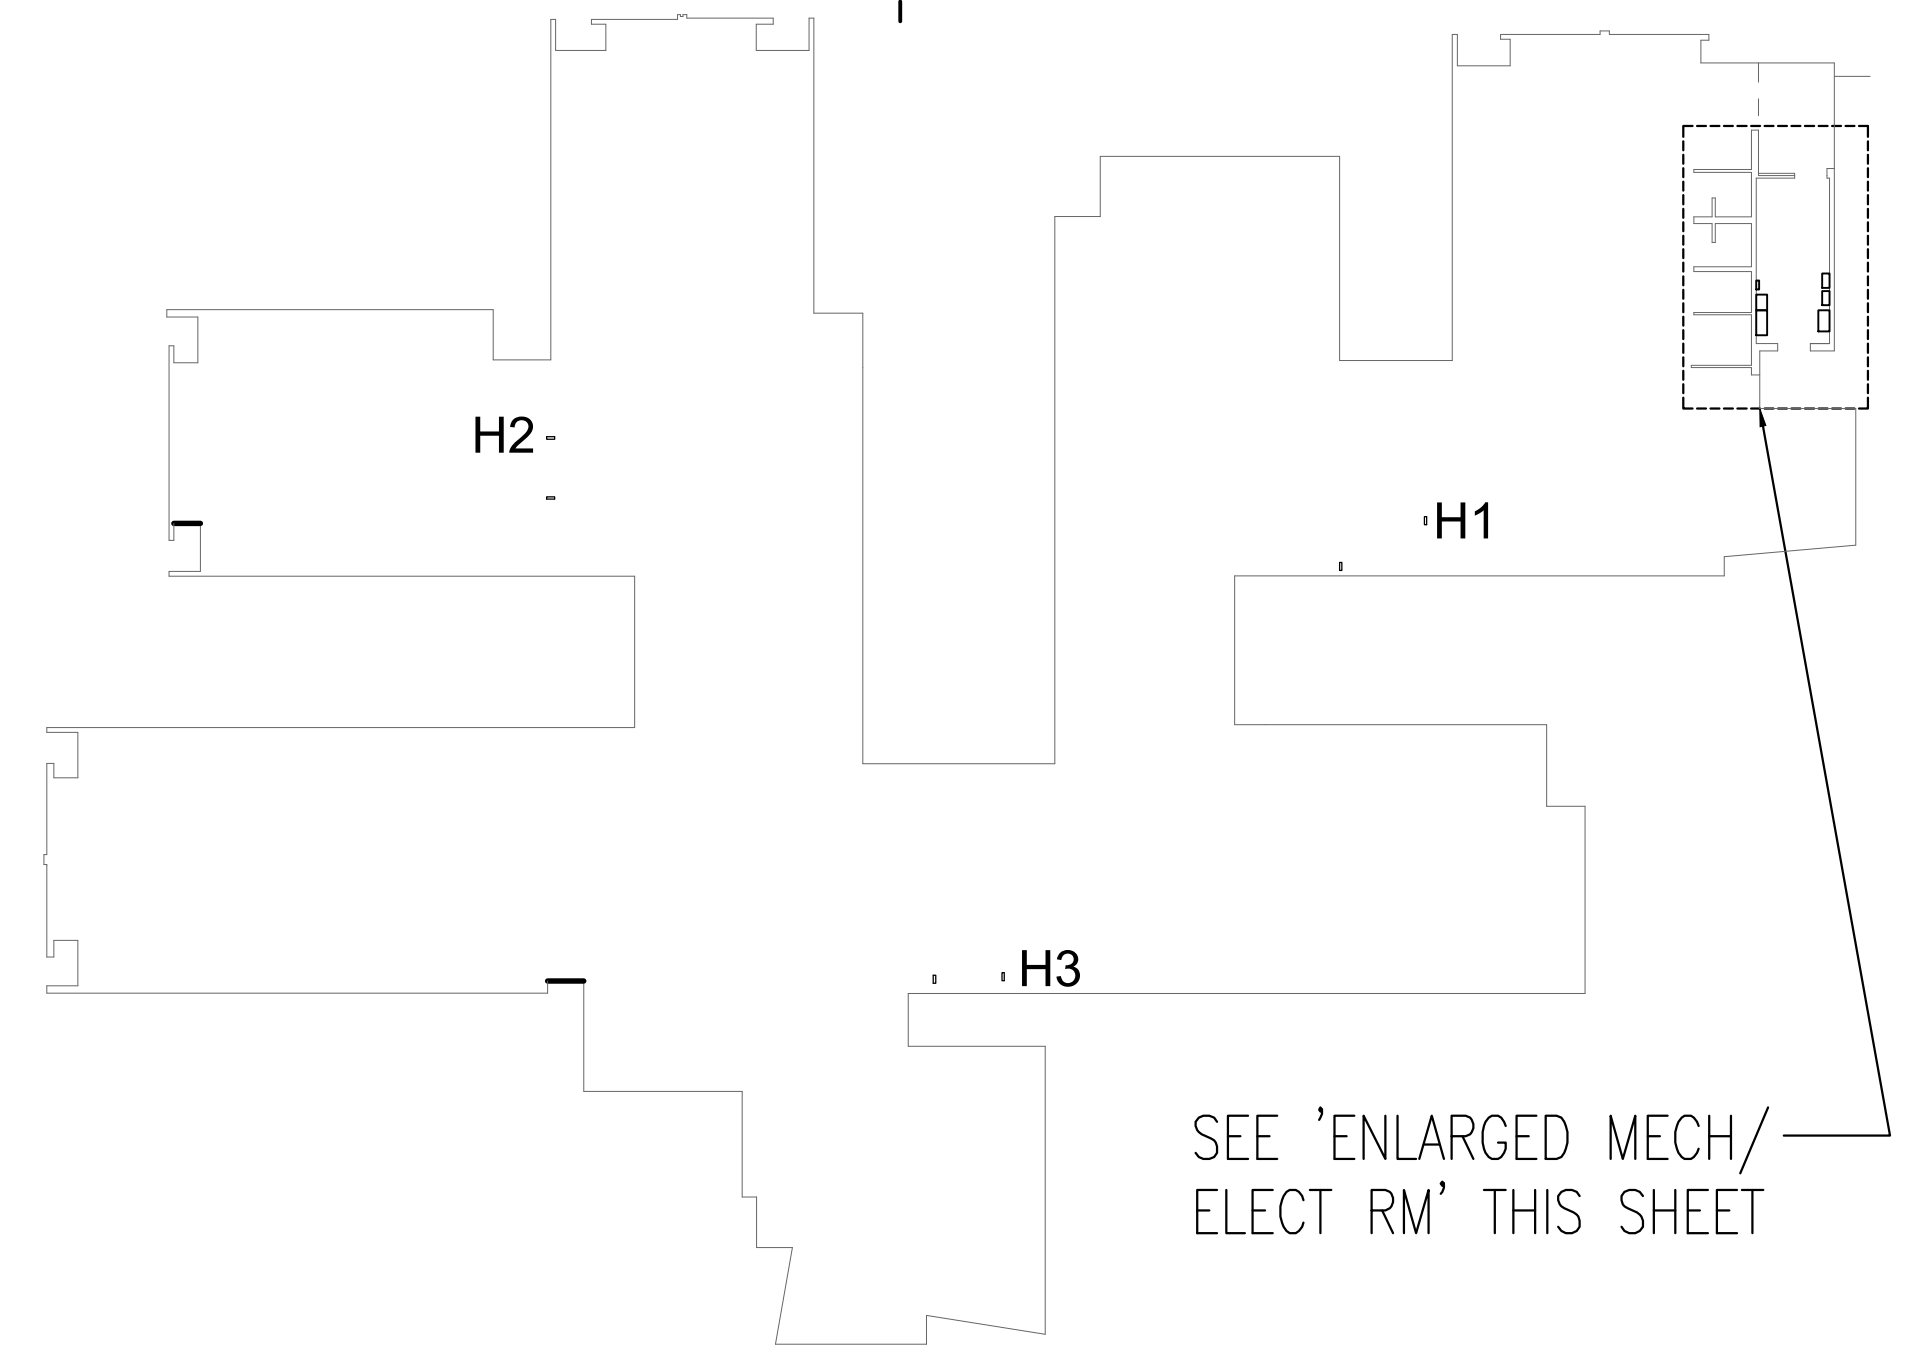 H2
H1
H3
SEE 'ENLARGED MECH/
ELECT RM' THIS SHEET